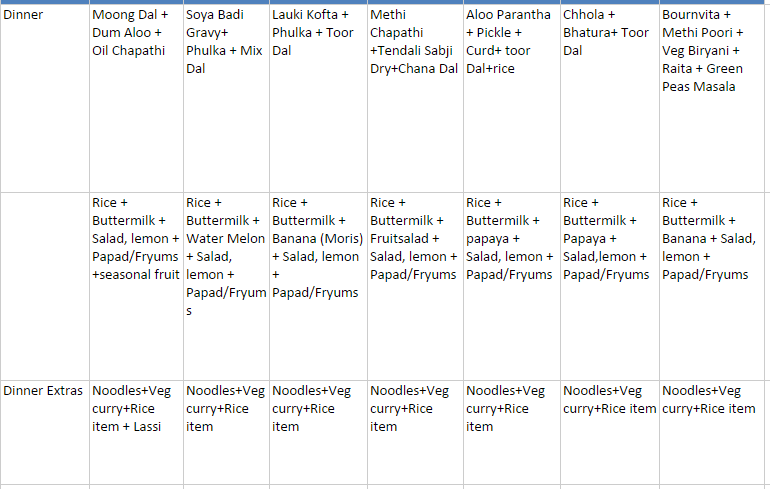 Dinner
Moong Dal +
Dum Aloo +
Oil Chapathi
Soya Badi
Gravy+
Phulka + Mix
Dal
Lauki Kofta +
Phulka + Toor
Dal
Methi
Chapathi
+Tendali Sabji
Dry+Chana Dal
Aloo Parantha
+ Pickle +
Curd+ toor
Dal+rice
Chhola +
Bhatura+ Toor
Dal
Bournvita +
Methi Poori +
Veg Biryani +
Raita + Green
Peas Masala
Rice +
Buttermilk +
Salad, lemon +
Papad/Fryums
+seasonal fruit
Rice +
Buttermilk +
Water Melon
+ Salad,
lemon +
Papad/Fryum
s
Rice +
Buttermilk +
Banana (Moris)
+ Salad, lemon
+
Papad/Fryums
Rice +
Buttermilk +
Fruitsalad +
Salad, lemon +
Papad/Fryums
Rice +
Buttermilk +
papaya +
Salad, lemon +
Papad/Fryums
Rice +
Buttermilk +
Papaya +
Salad,lemon +
Papad/Fryums
Rice +
Buttermilk +
Banana + Salad,
lemon +
Papad/Fryums
Dinner Extras
Noodles+Veg
curry+Rice
item + Lassi
Noodles+Veg
curry+Rice
item
Noodles+Veg
curry+Rice
item
Noodles+Veg
curry+Rice
item
Noodles+Veg
curry+Rice
item
Noodles+Veg
curry+Rice item
Noodles+Veg
curry+Rice item